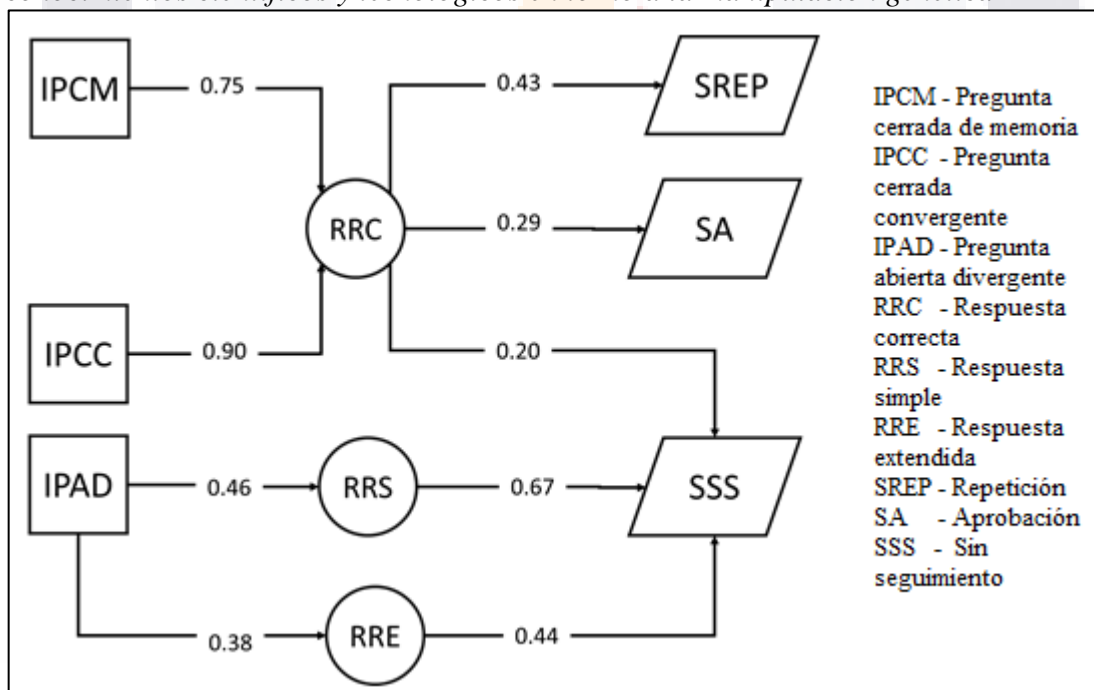 IPCM
0.75
0.43
SREP
RRC
0.29
SA
IPCC
0.90
0.20
IPAD
0.46
RRS
0.67
SSS
0.38
RRE
0.44
IPCM - Pregunta
cerrada de memoria
IPCC - Pregunta
cerrada
convergente
IPAD - Pregunta
abierta divergente
RRC - Respuesta
correcta
RRS - Respuesta
simple
RRE - Respuesta
extendida
SREP - Repetición
SA - Aprobación
SSS - Sin
seguimiento